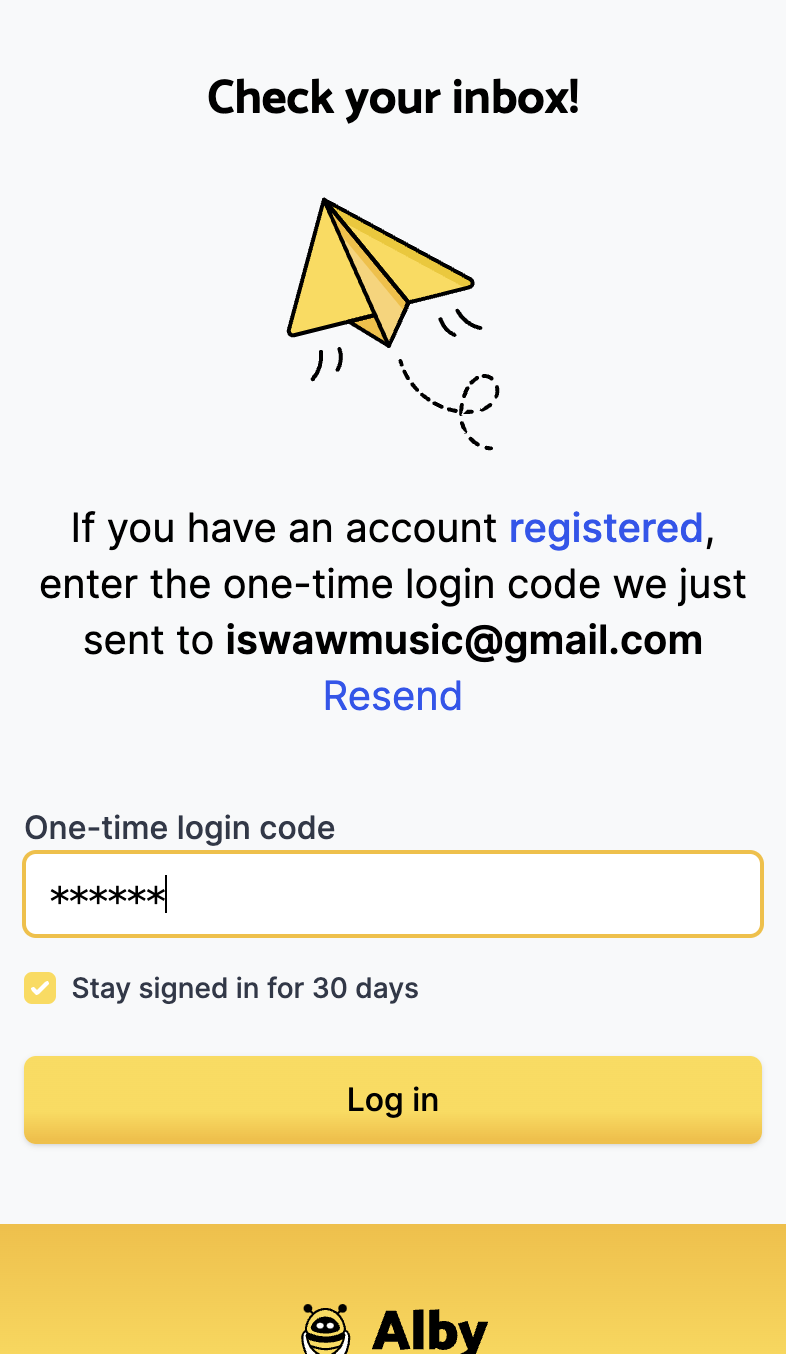 Check your inbox!
If you have an account registered,
enter the one-time login code we just
sent to iswawmusic@gmail.com
Resend
One-time login code
******
Stay signed in for 30 days
Log in
Alby